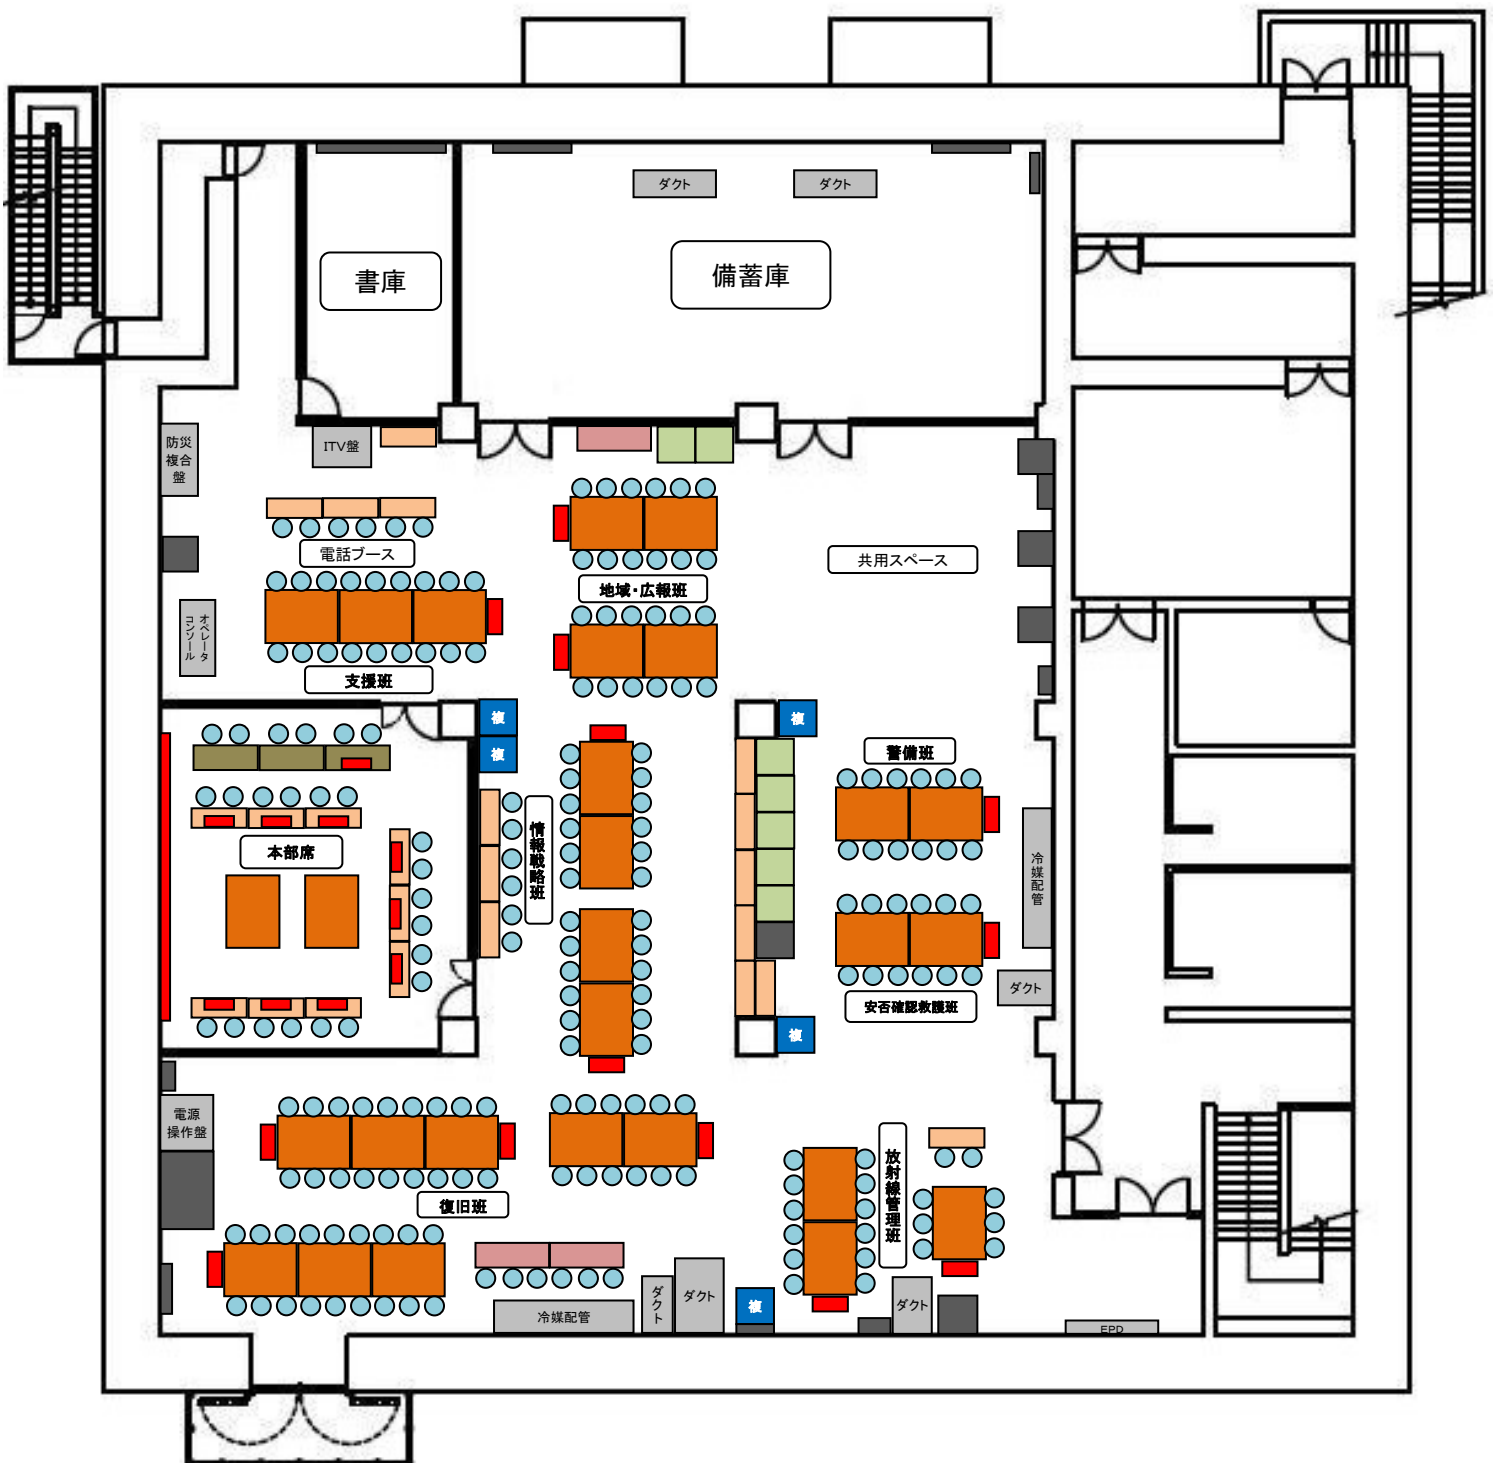 ダクト
ダクト
書庫
備蓄庫
防災
複合
盤
ITV盤
電話ブース
共用スペース
地域・広報班
オペレータ
コンソール
支援班
複
複
複
警備班
情報戦略班
本部席
冷媒配管
ダクト
安否確認救護班
複
電源
操作盤
放射線管理班
復旧班
ダクト
ダクト
複
ダクト
冷媒配管
EPD